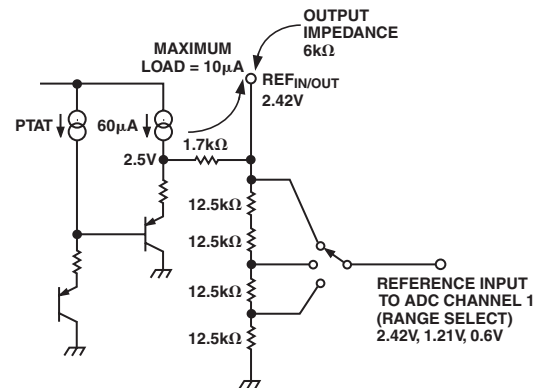 OUTPUT
IMPEDANCE
6kΩ
MAXIMUM
LOAD = 10µA
REFIN/OUT
2.42V
PTAT
60µA
1.7kΩ
2.5V
12.5kΩ
12.5kΩ
12.5kΩ
12.5kΩ
REFERENCE INPUT
TO ADC CHANNEL 1
(RANGE SELECT)
2.42V, 1.21V, 0.6V